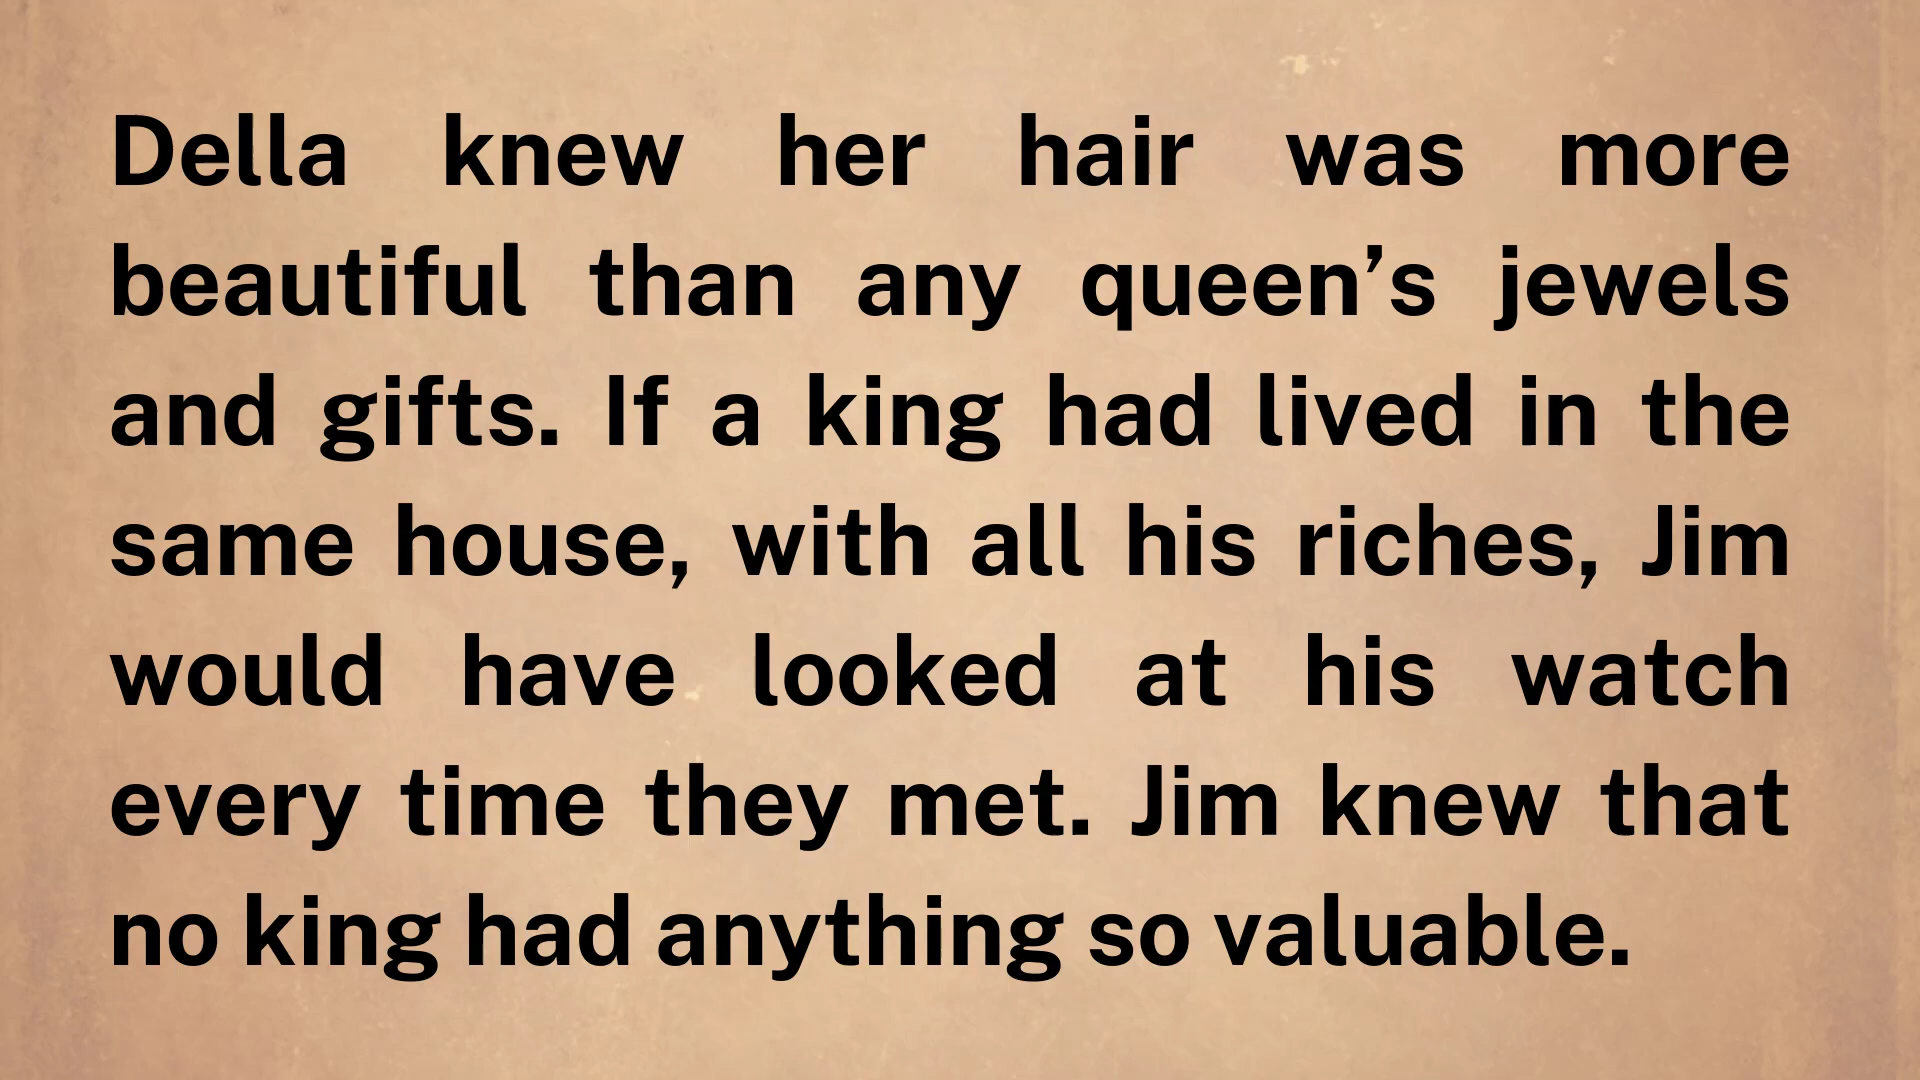 Della knew her hair was more
beautiful than any queen’s jewels
and gifts. If a king had lived in the
same house, with all his riches, Jim
would have looked at his watch
every time they met. Jim knew that
no king had anything so valuable.